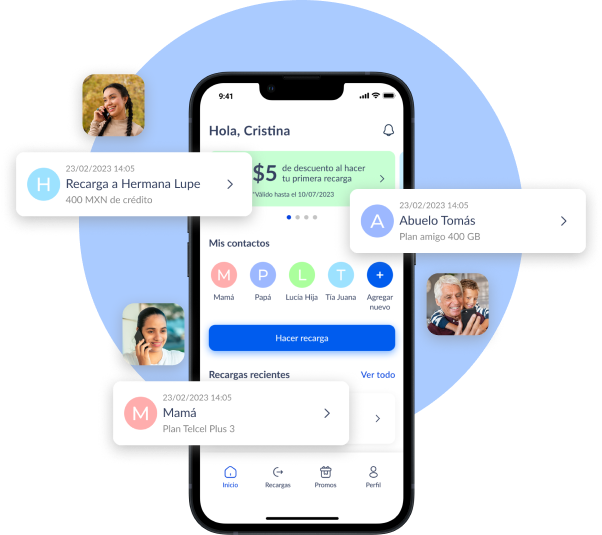 9:41
Hola, Cristina
$5
de descuento al hacer
tu primera recarga
*Válido hasta el 10/07/2023
H
23/02/2023 14:05
Recarga a Hermana Lupe
400 MXN de crédito
A
23/02/2023 14:05
Abuelo Tomás
Plan amigo 400 GB
Mis contactos
M
P
L
T
+
Mamá
Papá
Lucía Hija
Tía Juana
Agregar
nuevo
Hacer recarga
Recargas recientes
Ver todo
M
23/02/2023 14:05
Mamá
Plan Telcel Plus 3
Inicio
Recargas
Promos
Perfil